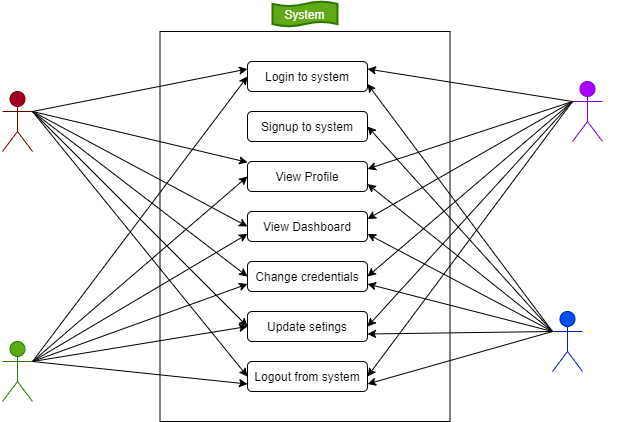 System
Login to system
Signup to system
View Profile
View Dashboard
Change credentials
Update setings
Logout from system